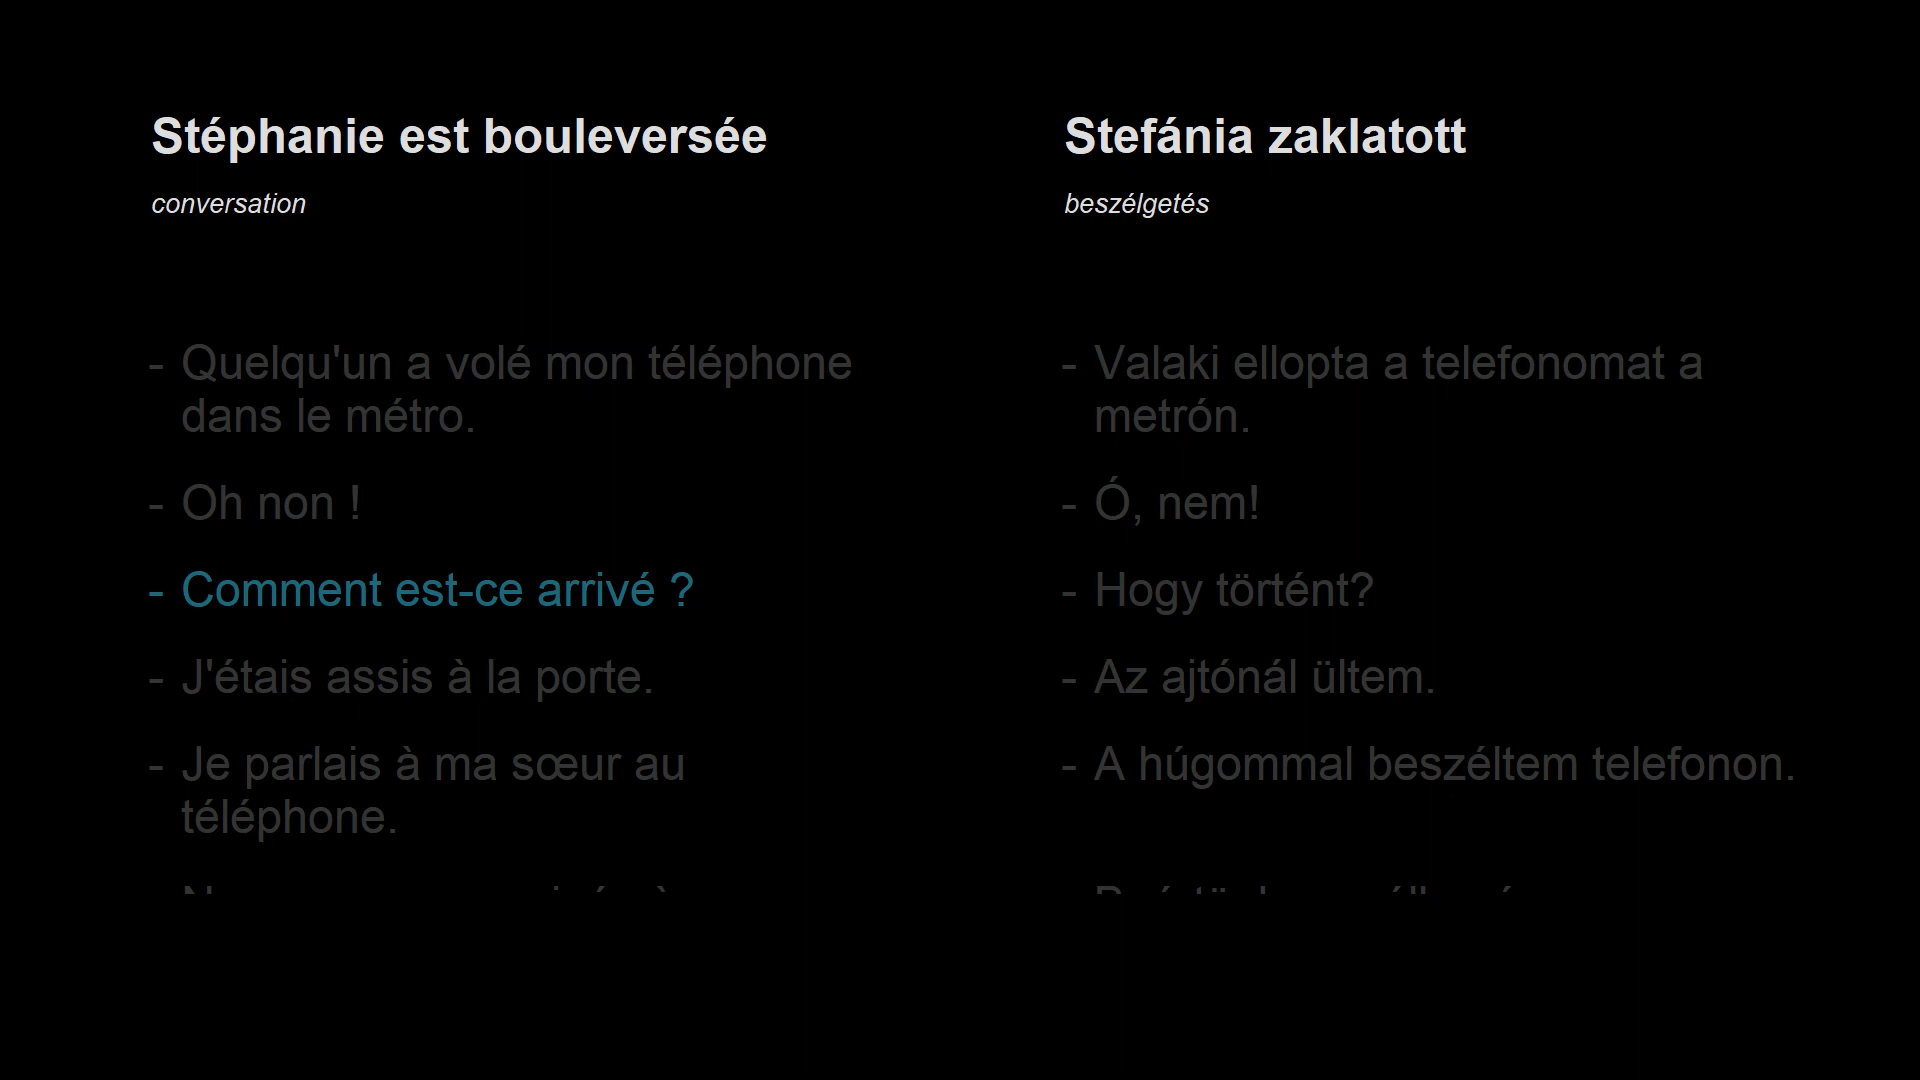 Stéphanie est bouleversée
conversation
- Quelqu'un a volé mon téléphone
dans le métro.
- Oh non !
- Comment est-ce arrivé ?
- J'étais assis à la porte.
- Je parlais à ma sœur au
téléphone.
Stefánia zaklatott
beszélgetés
- Valaki ellopta a telefonomat a
metrón.
- Ó, nem!
- Hogy történt?
- Az ajtónál ültem.
- A húgommal beszéltem telefonon.